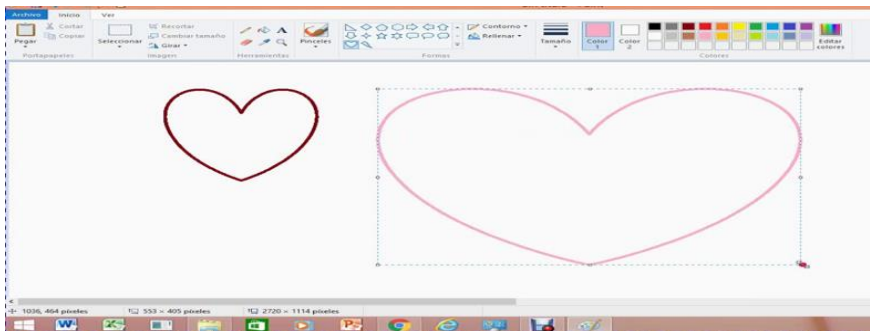 Archivo Inicio Ver
Pegar
Cortar
Copiar
Portapapeles
Seleccionar
Recortar
Cambiar tamaño
Girar
Imagen
Herramientas
Pinceles
Contorno
Rellenar
Formas
Tamaño
Color 1
Color 2
Editar colores
Colores
1036, 464 píxeles 553 × 405 píxeles 2720 × 1114 píxeles